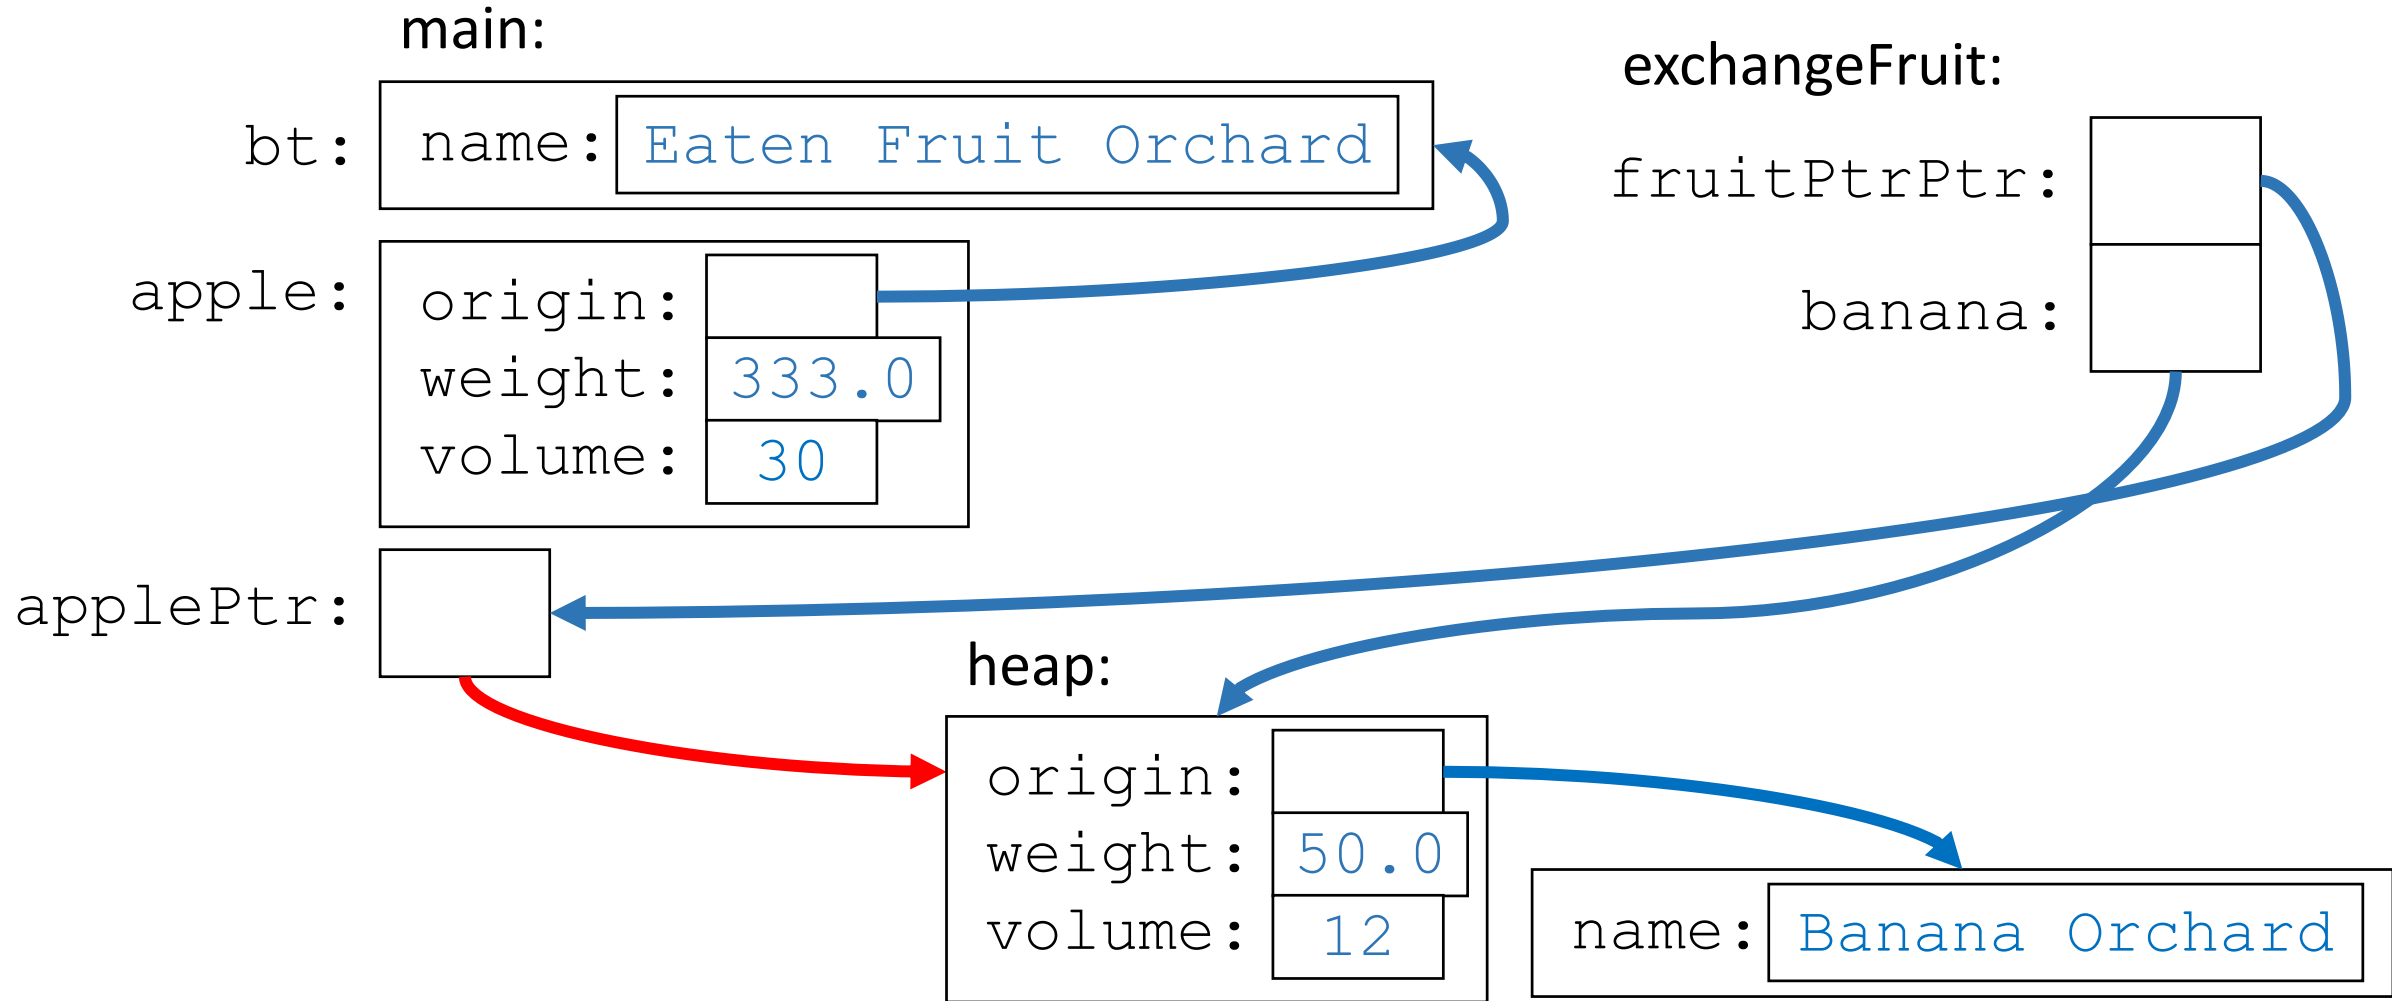 main:
bt: name: Eaten Fruit Orchard
apple: origin:
weight: 333.0
volume: 30
applePtr:
exchangeFruit:
fruitPtrPtr:
banana:
heap:
origin:
weight: 50.0
volume: 12
name: Banana Orchard